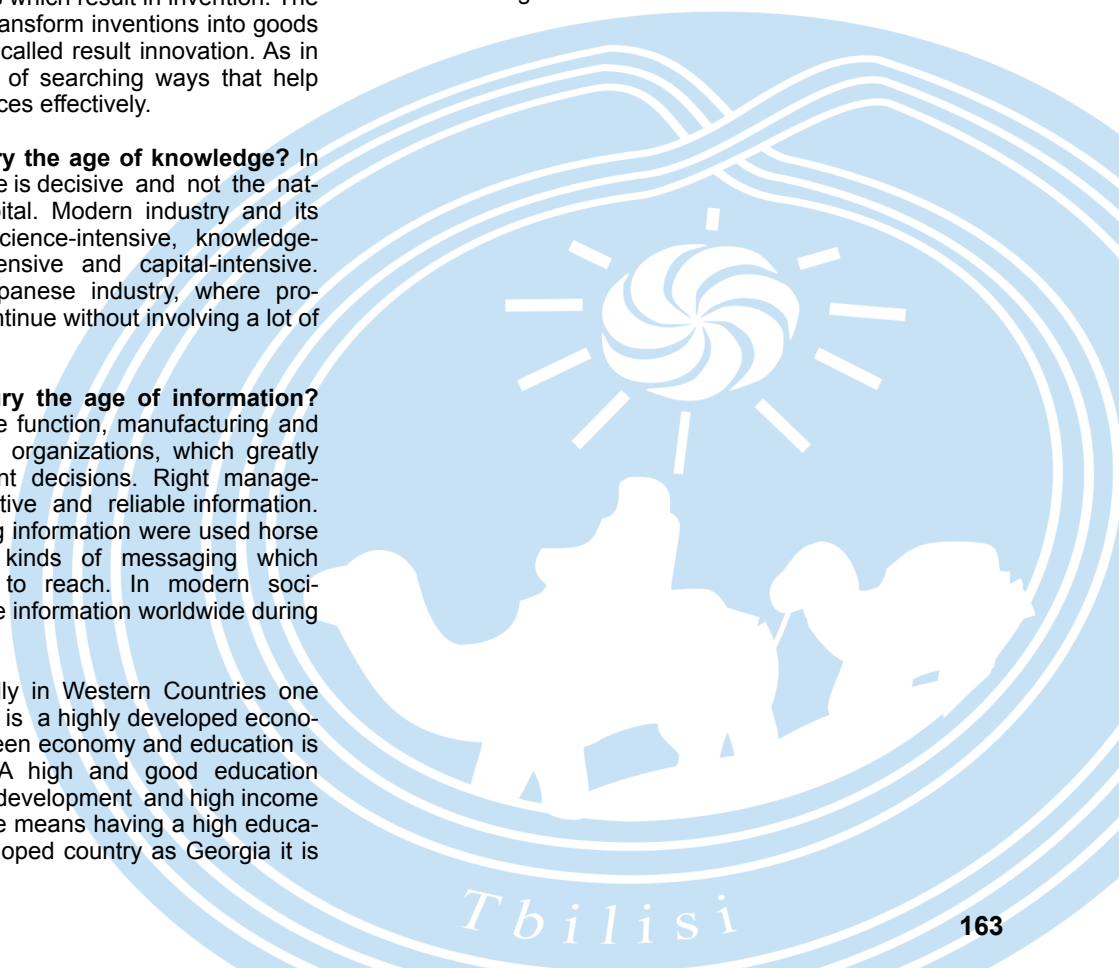 which result in invention. The
ansform inventions into goods
called result innovation. As in
of searching ways that help
ces effectively.
ry the age of knowledge? In
e is decisive and not the nat-
pital. Modern industry and its
cience-intensive, knowledge-
ensive and capital-intensive.
panese industry, where pro-
ntinue without involving a lot of
ury the age of information?
e function, manufacturing and
organizations, which greatly
nt decisions. Right manage-
tive and reliable information.
g information were used horse
kinds of messaging which
to reach. In modern soci-
e information worldwide during
lly in Western Countries one
is a highly developed econo-
een economy and education is
A high and good education
development and high income
e means having a high educa-
oped country as Georgia it is
Tbilisi
163